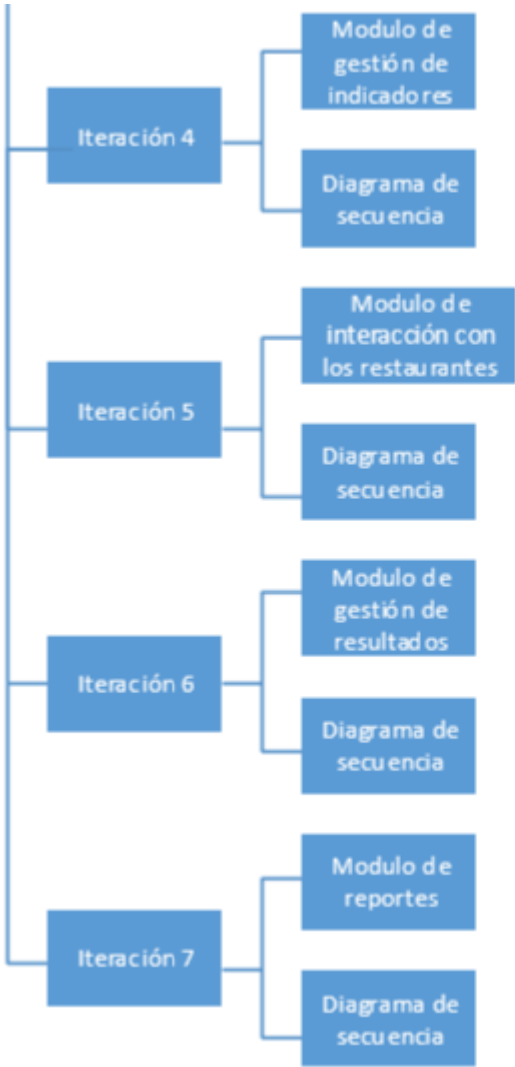 Modulo de
gestión de
indicadores
Iteración 4
Diagrama de
secuencia
Modulo de
interacción con
los restaurantes
Iteración 5
Diagrama de
secuencia
Modulo de
gestión de
resultados
Iteración 6
Diagrama de
secuencia
Modulo de
reportes
Iteración 7
Diagrama de
secuencia